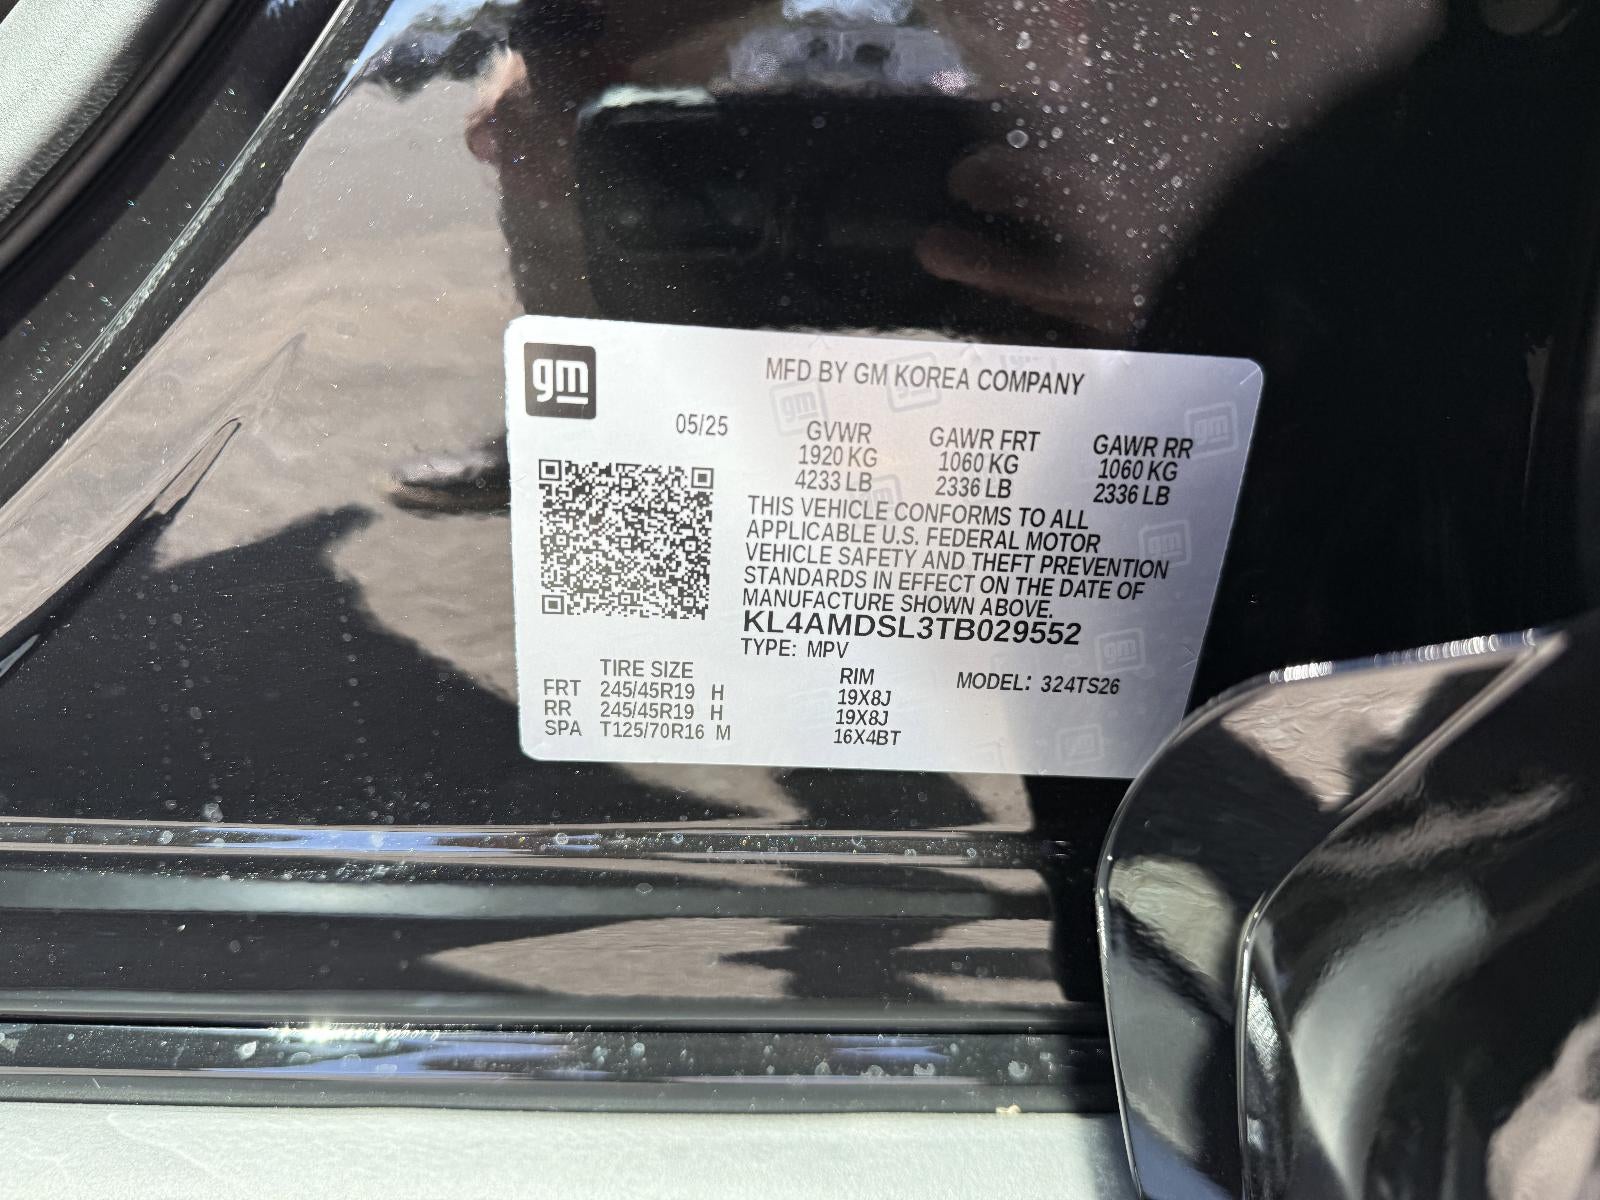 gm
MFD BY GM KOREA COMPANY
05/25
GVWR GAWR FRT GAWR RR
1920 KG 1060 KG 1060 KG
4233 LB 2336 LB 2336 LB
THIS VEHICLE CONFORMS TO ALL
APPLICABLE U.S. FEDERAL MOTOR
VEHICLE SAFETY AND THEFT PREVENTION
STANDARDS IN EFFECT ON THE DATE OF
MANUFACTURE SHOWN ABOVE.
KL4AMDSL3TB029552
TYPE: MPV
TIRE SIZE RIM MODEL: 324TS26
FRT 245/45R19 H 19X8J
RR 245/45R19 H 19X8J
SPA T125/70R16 M 16X4BT